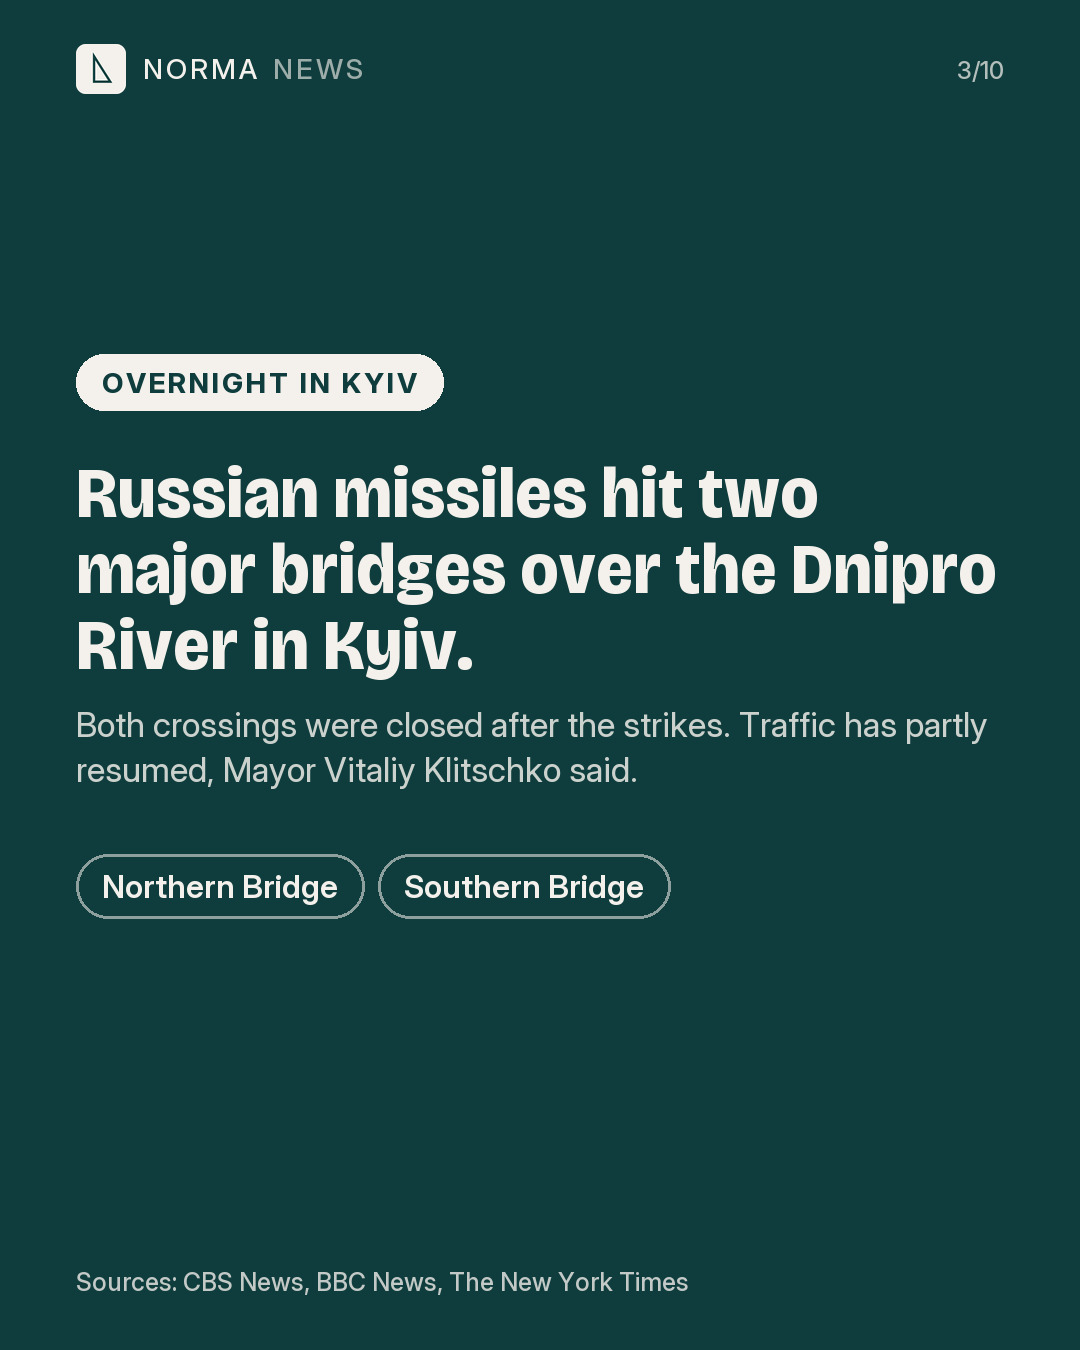 NORMA NEWS
3/10
OVERNIGHT IN KYIV
Russian missiles hit two
major bridges over the Dnipro
River in Kyiv.
Both crossings were closed after the strikes. Traffic has partly
resumed, Mayor Vitaliy Klitschko said.
Northern Bridge
Southern Bridge
Sources: CBS News, BBC News, The New York Times